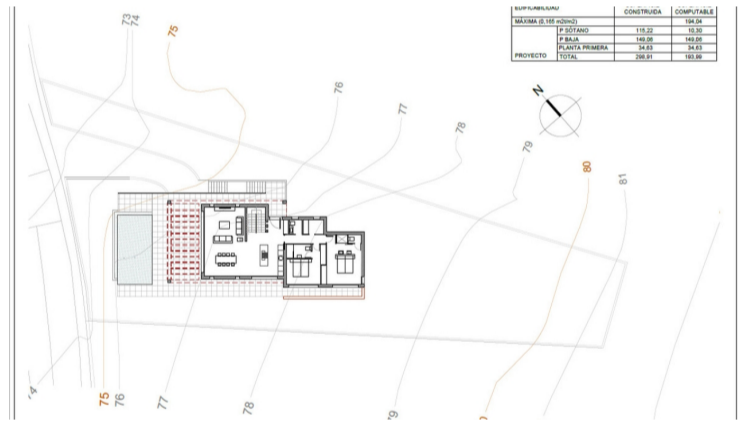 EDIFICABILIDAD CONSTRUIDA COMPUTABLE
MÁXIMA (0,165 m2t/m2) 194,04
PROYECTO
P SÓTANO 115,22 10,30
P BAJA 149,06 149,06
PLANTA PRIMERA 34,63 34,63
TOTAL 298,91 193,99
N
73
74
75
76
77
78
79
80
81
75
76
77
78